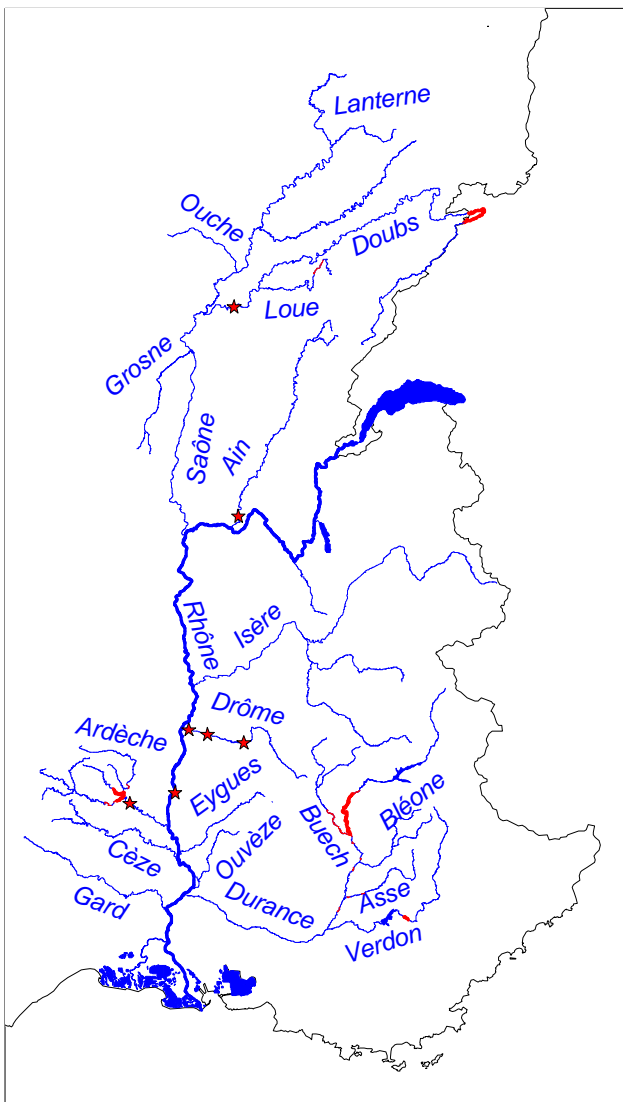 Lanterne
Ouche
Doubs
Loue
Grosne
Saône
Ain
Rhône
Isère
Drôme
Ardèche
Eygues
Buech
Bléone
Ouvèze
Cèze
Asse
Gard
Durance
Verdon